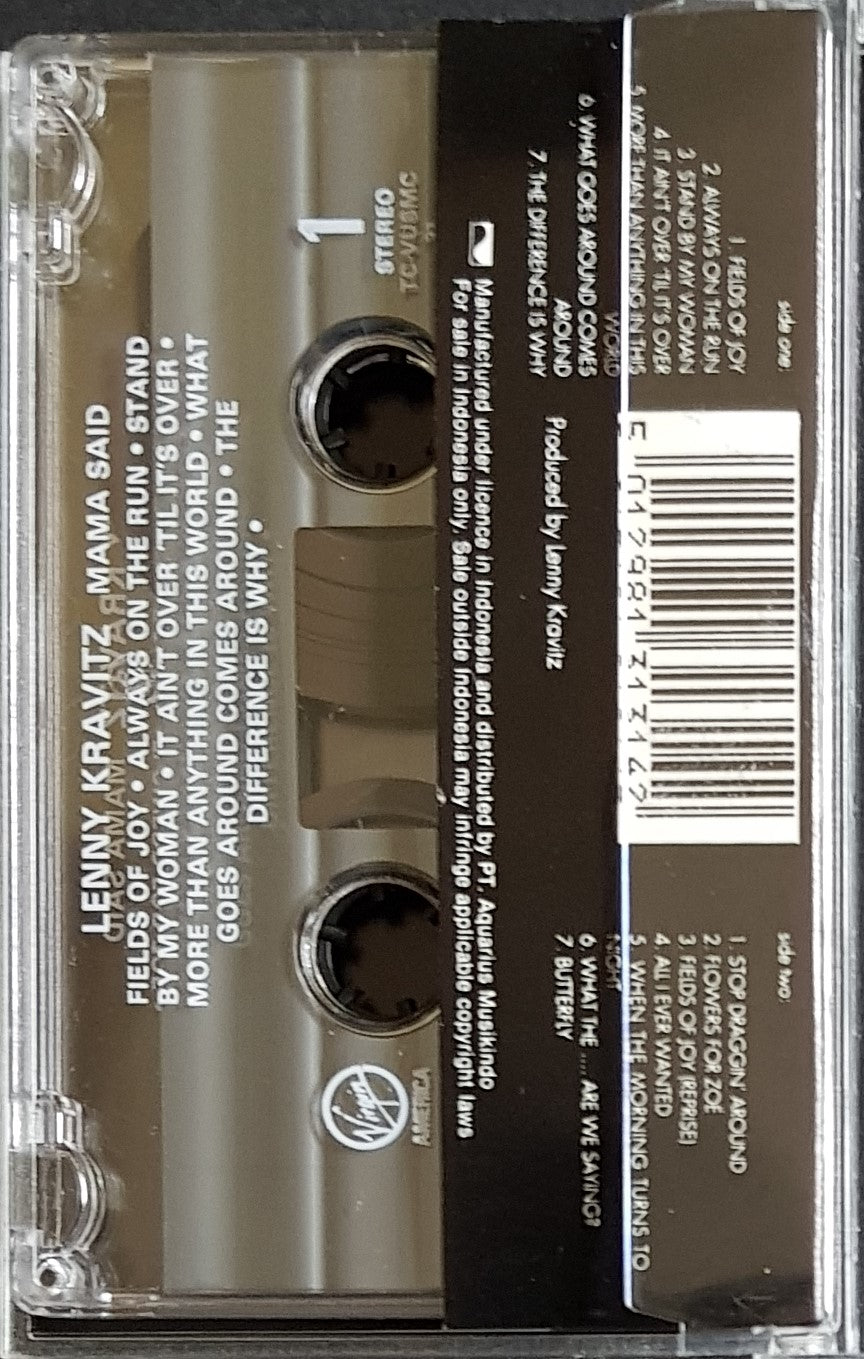 LENNY KRAVITZ MAMA SAID
FIELDS OF JOY • ALWAYS ON THE RUN • STAND
BY MY WOMAN • IT AIN'T OVER 'TIL IT'S OVER •
MORE THAN ANYTHING IN THIS WORLD • WHAT
GOES AROUND COMES AROUND • THE
DIFFERENCE IS WHY •
1
STEREO
TC-VUSMC
Virgin
AMERICA
side one:
1. FIELDS OF JOY
2. ALWAYS ON THE RUN
3. STAND BY MY WOMAN
4. IT AIN'T OVER 'TIL IT'S OVER
5. MORE THAN ANYTHING IN THIS
WORLD
6. WHAT GOES AROUND COMES
AROUND
7. THE DIFFERENCE IS WHY
5 012981 313142
Produced by Lenny Kravitz
side two:
1. STOP DRAGGIN' AROUND
2. FLOWERS FOR ZOË
3. FIELDS OF JOY (REPRISE)
4. ALL I EVER WANTED
5. WHEN THE MORNING TURNS TO
NIGHT
6. WHAT THE .... ARE WE SAYING?
7. BUTTERFLY
Manufactured under licence in Indonesia and distributed by PT. Aquarius Musikindo
For sale in Indonesia only. Sale outside Indonesia may infringe applicable copyright laws